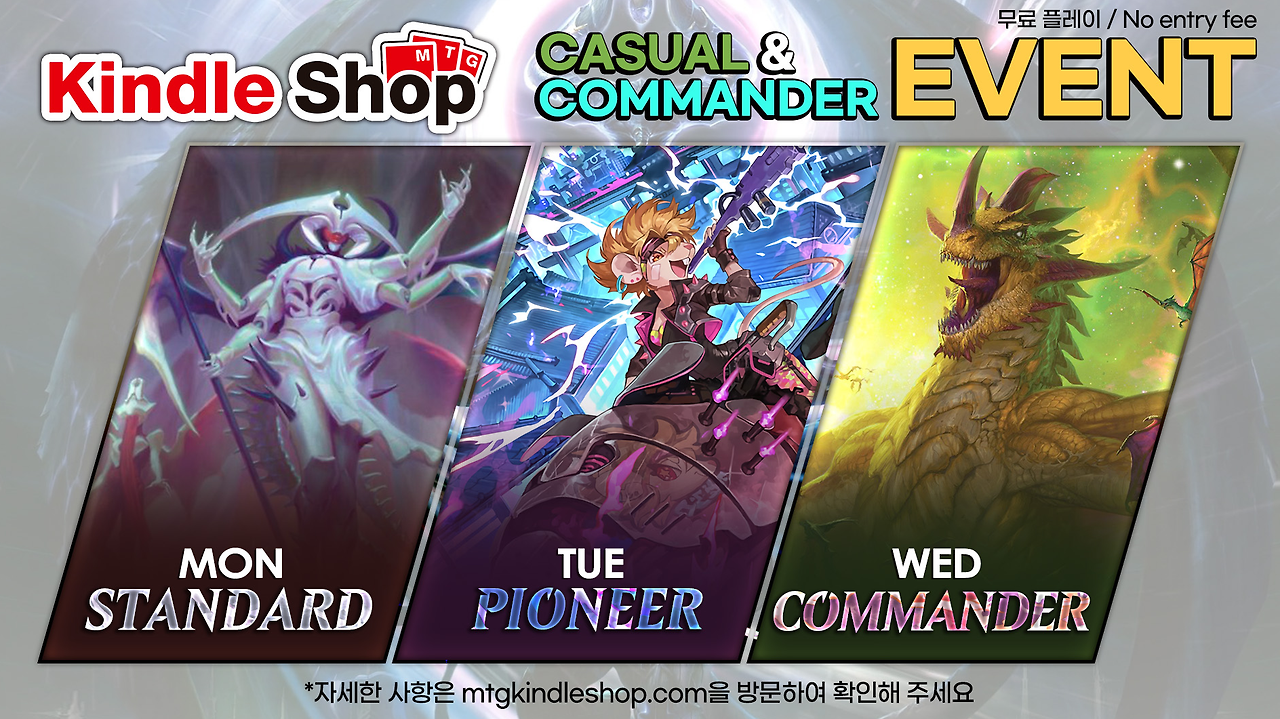 무료 플레이 / No entry fee
Kindle Shop
MTG
CASUAL &
COMMANDER
EVENT
MON
STANDARD
TUE
PIONEER
WED
COMMANDER
*자세한 사항은 mtgkindleshop.com을 방문하여 확인해 주세요